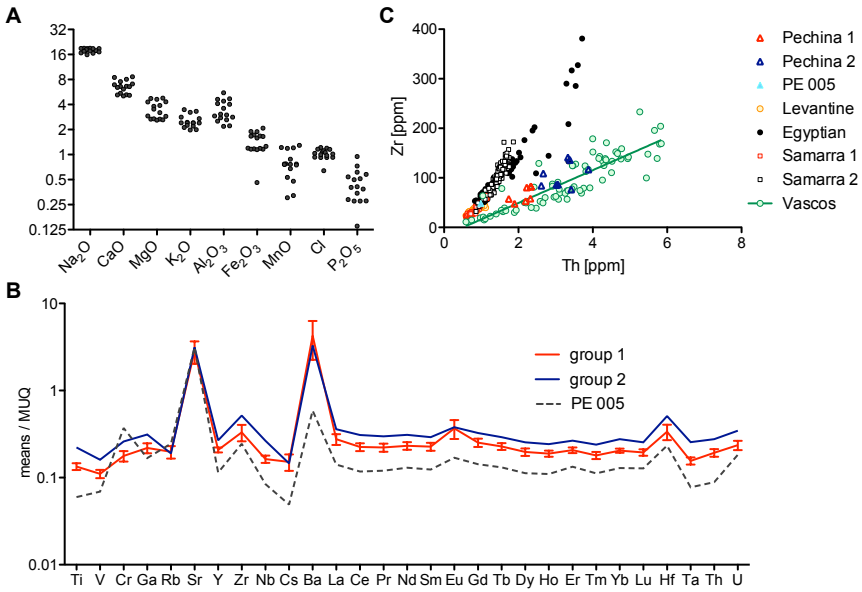 A
32
16
8
4
2
1
0.5
0.25
0.125
Na2O
CaO
MgO
K2O
Al2O3
Fe2O3
MnO
Cl
P2O5
C
Zr [ppm]
400
300
200
100
0
2
4
6
8
Th [ppm]
Pechina 1
Pechina 2
PE 005
Levantine
Egyptian
Samarra 1
Samarra 2
Vascos
B
means / MUQ
10
1
0.1
0.01
group 1
group 2
PE 005
Ti V Cr Ga Rb Sr Y Zr Nb Cs Ba La Ce Pr Nd Sm Eu Gd Tb Dy Ho Er Tm Yb Lu Hf Ta Th U